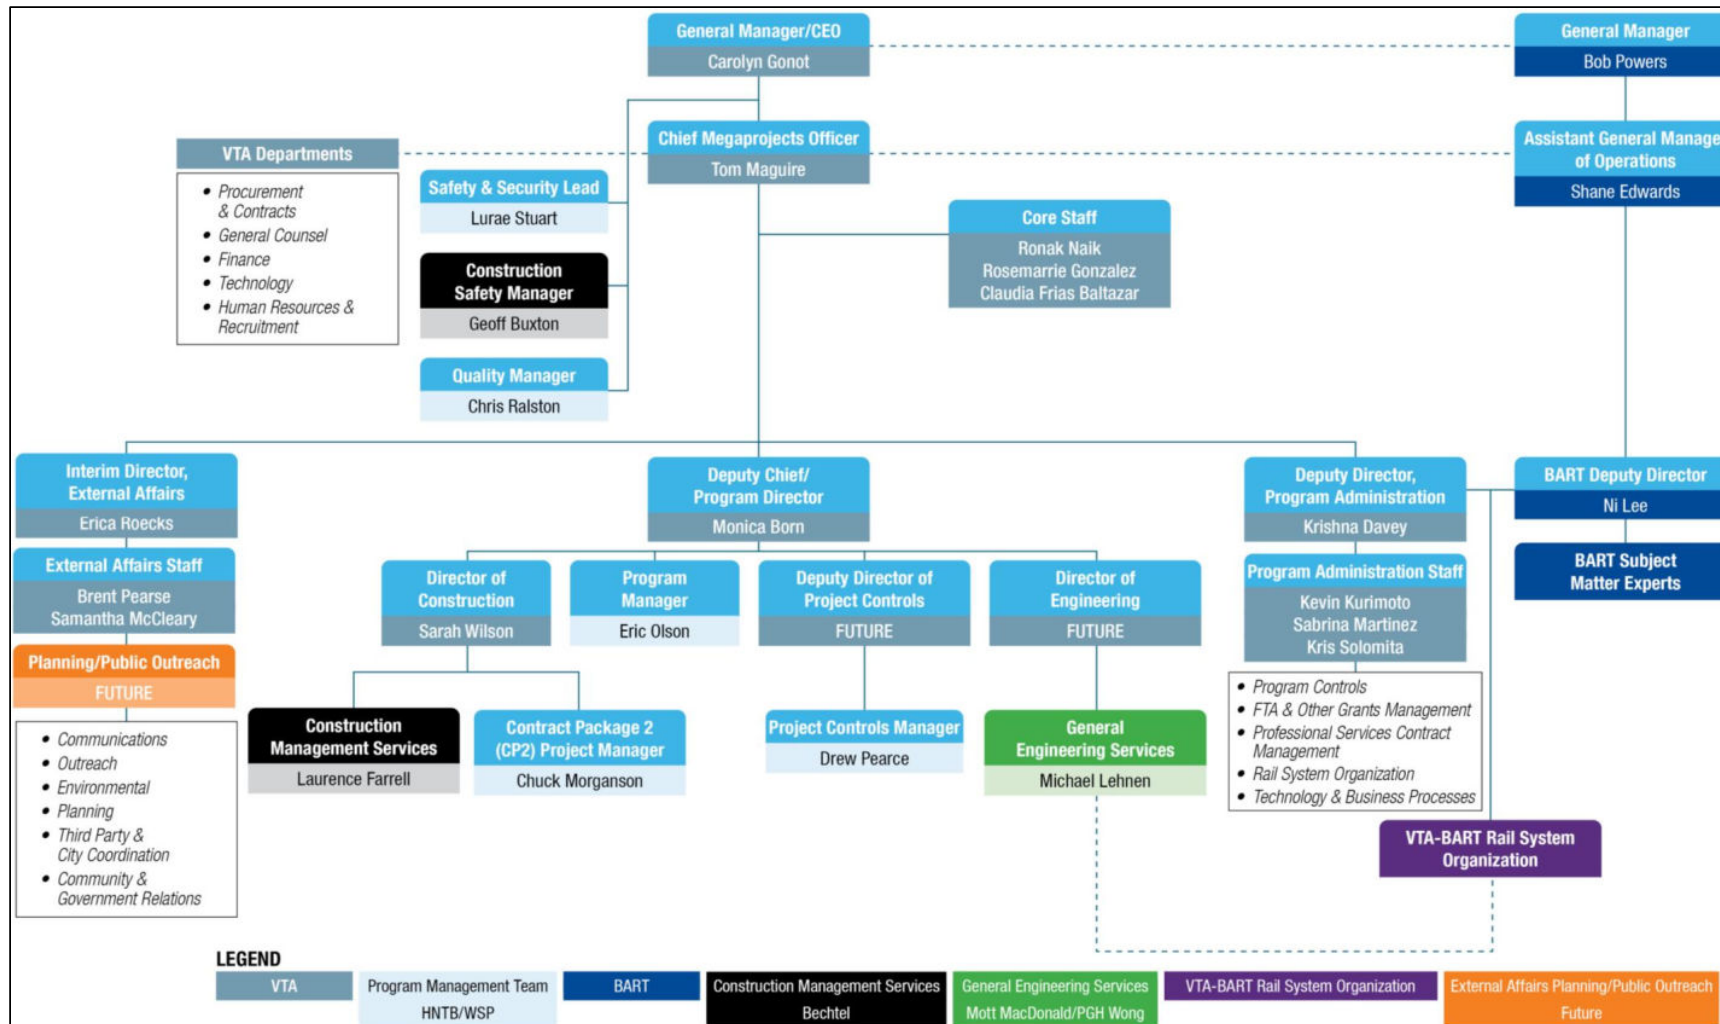 General Manager/CEO
Carolyn Gonot
General Manager
Bob Powers
Chief Megaprojects Officer
Tom Maguire
Assistant General Manage
of Operations
Shane Edwards
VTA Departments
• Procurement
& Contracts
• General Counsel
• Finance
• Technology
• Human Resources &
Recruitment
Safety & Security Lead
Lurae Stuart
Construction
Safety Manager
Geoff Buxton
Quality Manager
Chris Ralston
Core Staff
Ronak Naik
Rosemarrie Gonzalez
Claudia Frias Baltazar
Interim Director,
External Affairs
Erica Roecks
External Affairs Staff
Brent Pearse
Samantha McCleary
Planning/Public Outreach
FUTURE
• Communications
• Outreach
• Environmental
• Planning
• Third Party &
City Coordination
• Community &
Government Relations
Deputy Chief/
Program Director
Monica Born
Director of
Construction
Sarah Wilson
Program
Manager
Eric Olson
Deputy Director of
Project Controls
FUTURE
Director of
Engineering
FUTURE
Construction
Management Services
Laurence Farrell
Contract Package 2
(CP2) Project Manager
Chuck Morganson
Project Controls Manager
Drew Pearce
General
Engineering Services
Michael Lehnen
Deputy Director,
Program Administration
Krishna Davey
Program Administration Staff
Kevin Kurimoto
Sabrina Martinez
Kris Solomita
• Program Controls
• FTA & Other Grants Management
• Professional Services Contract
Management
• Rail System Organization
• Technology & Business Processes
BART Deputy Director
Ni Lee
BART Subject
Matter Experts
VTA-BART Rail System
Organization
LEGEND
VTA
Program Management Team
HNTB/WSP
BART
Construction Management Services
Bechtel
General Engineering Services
Mott MacDonald/PGH Wong
VTA-BART Rail System Organization
External Affairs Planning/Public Outreach
Future